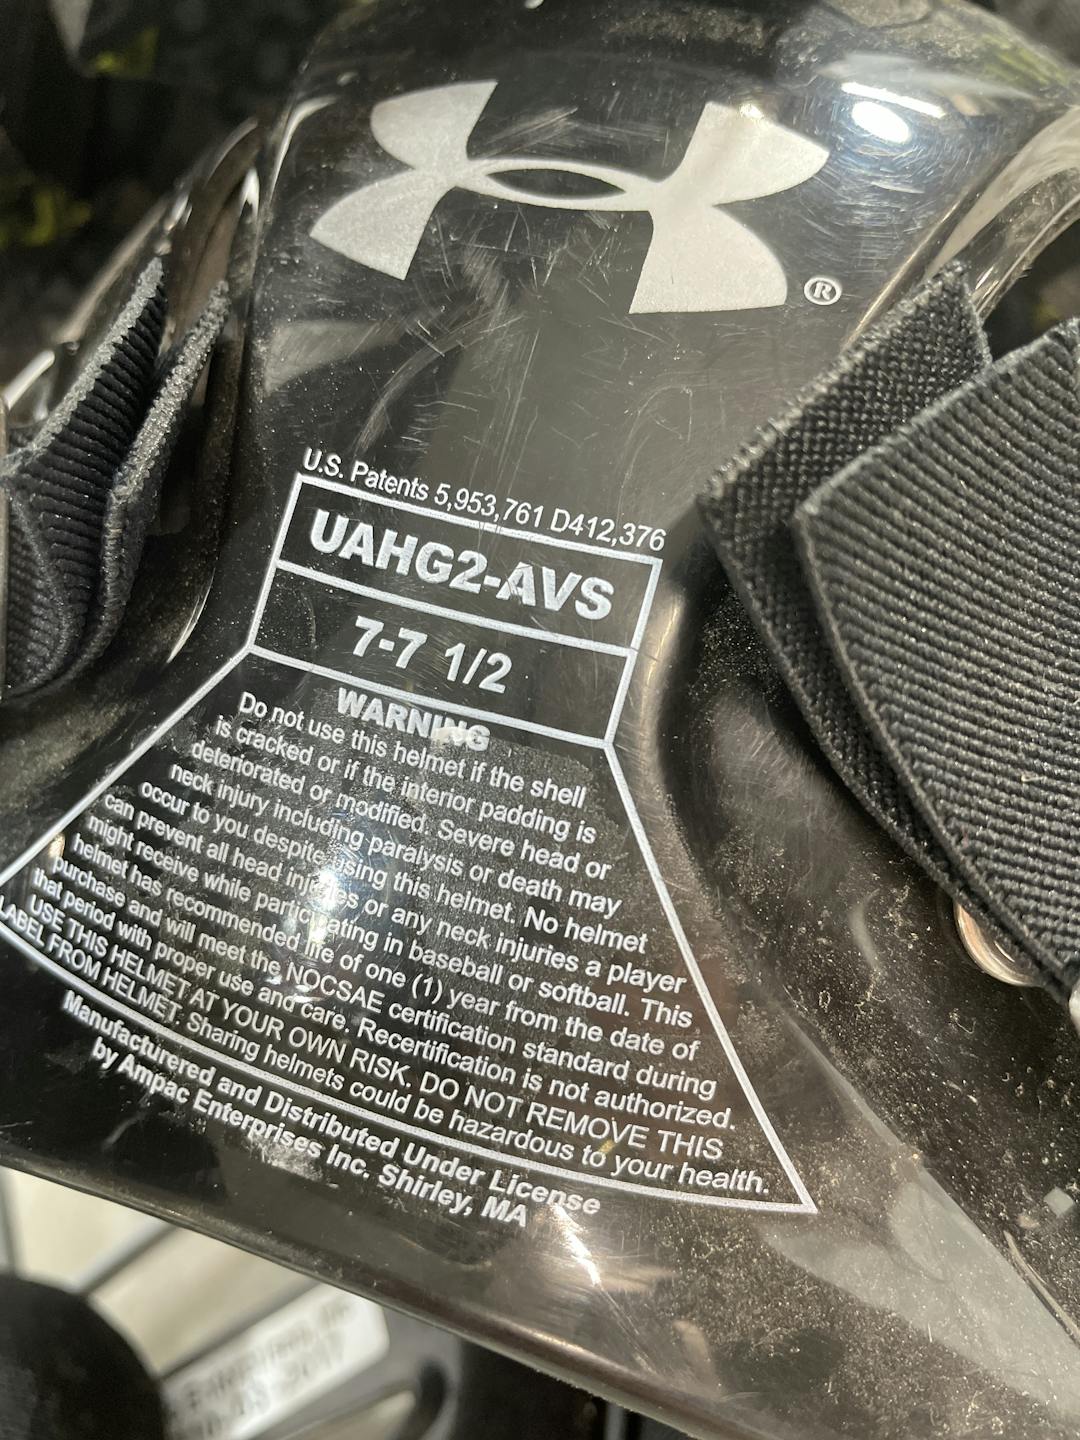 ®
U.S. Patents 5,953,761 D412,376
UAHG2-AVS
7-7 1/2
WARNING
Do not use this helmet if the shell
is cracked or if the interior padding is
deteriorated or modified. Severe head or
neck injury including paralysis or death may
occur to you despite using this helmet. No helmet
can prevent all head injuries or any neck injuries a player
might receive while participating in baseball or softball. This
helmet has recommended life of one (1) year from the date of
purchase and will meet the NOCSAE certification standard during
that period with proper use and care. Recertification is not authorized.
USE THIS HELMET AT YOUR OWN RISK. DO NOT REMOVE THIS
LABEL FROM HELMET. Sharing helmets could be hazardous to your health.
Manufactured and Distributed Under License
by Ampac Enterprises Inc. Shirley, MA